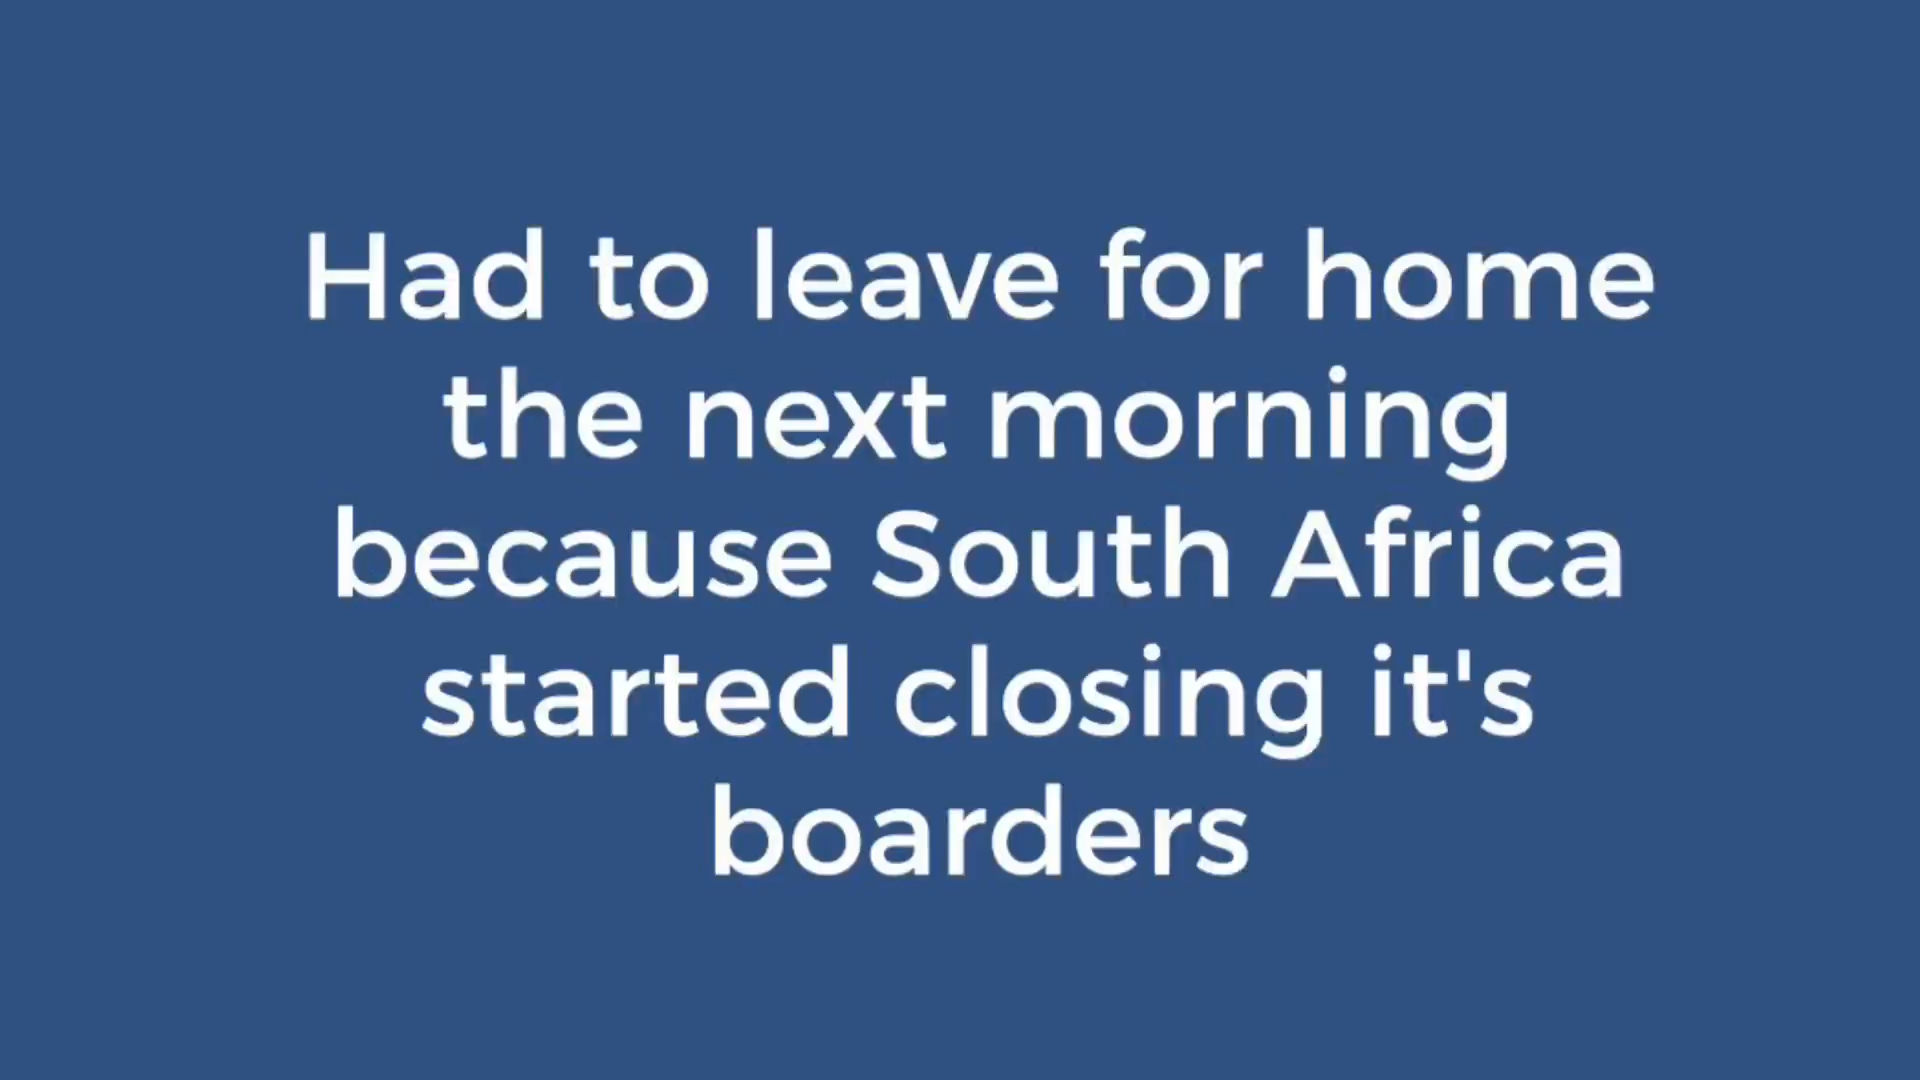 Had to leave for home
the next morning
because South Africa
started closing it's
boarders